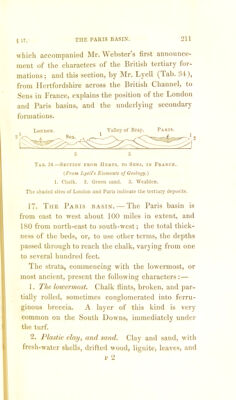 § 17. THE PARIS BASIN. 211
which accompanied Mr. Webster's first announce-
ment of the characters of the British tertiary for-
mations; and this section, by Mr. Lyell (Tab. 34),
from Hertfordshire across the British Channel, to
Sens in France, explains the position of the London
and Paris basins, and the underlying secondary
formations.
London. Sea. 1 Valley of Bray. Paris.
2 1 2
3 3
Tab. 34.—Section from Herts. to Sens, in France.
(From Lyell's Elements of Geology.)
1. Chalk. 2. Green sand. 3. Wealden.
The shaded sites of London and Paris indicate the tertiary deposits.
17. The Paris basin.—The Paris basin is
from east to west about 100 miles in extent, and
180 from north-east to south-west; the total thick-
ness of the beds, or, to use other terms, the depths
passed through to reach the chalk, varying from one
to several hundred feet.
The strata, commencing with the lowermost, or
most ancient, present the following characters:—
1. The lowermost. Chalk flints, broken, and par-
tially rolled, sometimes conglomerated into ferru-
ginous breccia. A layer of this kind is very
common on the South Downs, immediately under
the turf.
2. Plastic clay, and sand. Clay and sand, with
fresh-water shells, drifted wood, lignite, leaves, and
P 2